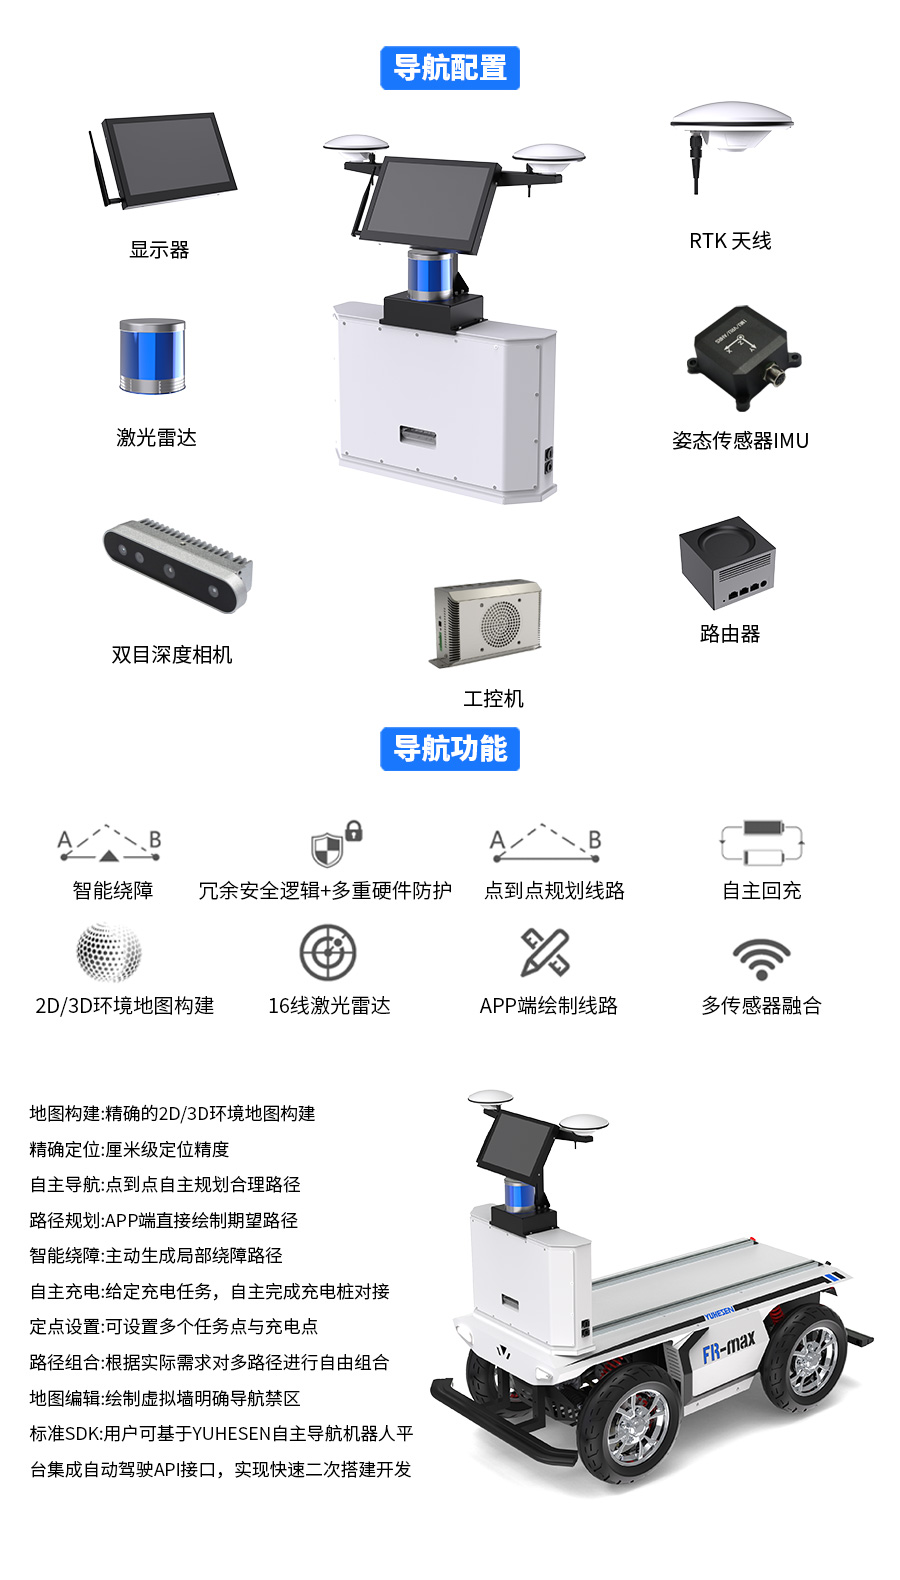 导航配置
显示器
RTK 天线
激光雷达
姿态传感器IMU
双目深度相机
路由器
工控机
导航功能
A B
A B
智能绕障
冗余安全逻辑+多重硬件防护
点到点规划线路
自主回充
2D/3D环境地图构建
16线激光雷达
APP端绘制线路
多传感器融合
地图构建:精确的2D/3D环境地图构建
精确定位:厘米级定位精度
自主导航:点到点自主规划合理路径
路径规划:APP端直接绘制期望路径
智能绕障:主动生成局部绕障路径
自主充电:给定充电任务，自主完成充电桩对接
定点设置:可设置多个任务点与充电点
路径组合:根据实际需求对多路径进行自由组合
地图编辑:绘制虚拟墙明确导航禁区
标准SDK:用户可基于YUHESEN自主导航机器人平
台集成自动驾驶API接口，实现快速二次搭建开发
YUHESEN
FR-max